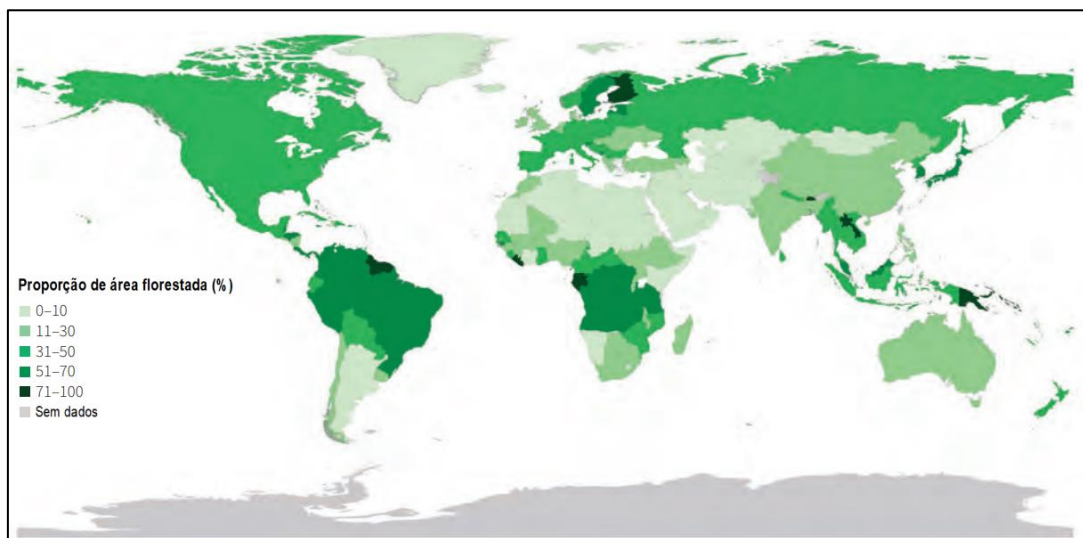 Proporção de área florestada (%)
0–10
11–30
31–50
51–70
71–100
Sem dados